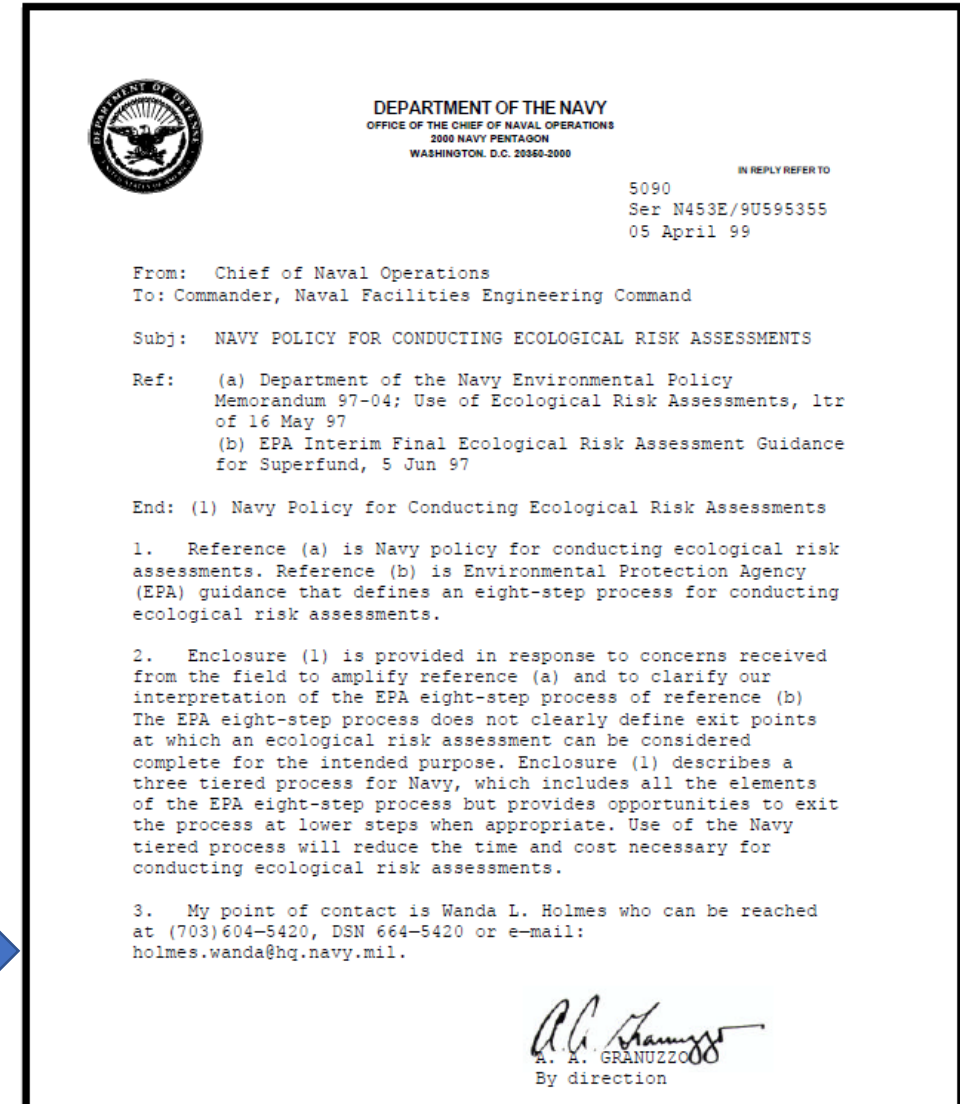 DEPARTMENT OF DEFENSE
UNITED STATES OF AMERICA
DEPARTMENT OF THE NAVY
OFFICE OF THE CHIEF OF NAVAL OPERATIONS
2000 NAVY PENTAGON
WASHINGTON. D.C. 20350-2000
IN REPLY REFER TO
5090
Ser N453E/9U595355
05 April 99
From: Chief of Naval Operations
To: Commander, Naval Facilities Engineering Command
Subj: NAVY POLICY FOR CONDUCTING ECOLOGICAL RISK ASSESSMENTS
Ref: (a) Department of the Navy Environmental Policy
Memorandum 97-04; Use of Ecological Risk Assessments, ltr
of 16 May 97
(b) EPA Interim Final Ecological Risk Assessment Guidance
for Superfund, 5 Jun 97
End: (1) Navy Policy for Conducting Ecological Risk Assessments
1. Reference (a) is Navy policy for conducting ecological risk
assessments. Reference (b) is Environmental Protection Agency
(EPA) guidance that defines an eight-step process for conducting
ecological risk assessments.
2. Enclosure (1) is provided in response to concerns received
from the field to amplify reference (a) and to clarify our
interpretation of the EPA eight-step process of reference (b)
The EPA eight-step process does not clearly define exit points
at which an ecological risk assessment can be considered
complete for the intended purpose. Enclosure (1) describes a
three tiered process for Navy, which includes all the elements
of the EPA eight-step process but provides opportunities to exit
the process at lower steps when appropriate. Use of the Navy
tiered process will reduce the time and cost necessary for
conducting ecological risk assessments.
3. My point of contact is Wanda L. Holmes who can be reached
at (703)604—5420, DSN 664—5420 or e—mail:
holmes.wanda@hq.navy.mil.
A. A. Granuzzo
A. A. GRANUZZO
By direction